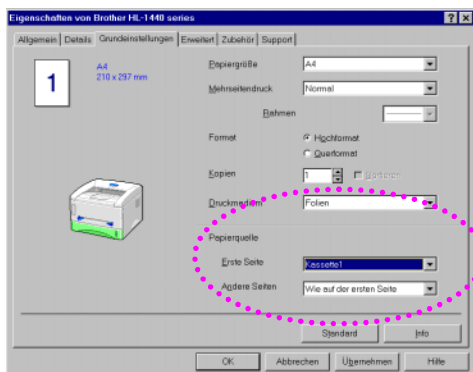 Eigenschaften von Brother HL-1440 series
Allgemein Details Grundeinstellungen Erweitert Zubehör Support
1
A4
210 x 297 mm
Papiergröße A4
Mehrseitendruck Normal
Rahmen
Format Hochformat
Querformat
Kopien 1 Sortieren
Druckmedium Folien
Papierquelle
Erste Seite Kassette1
Andere Seiten Wie auf der ersten Seite
Standard Info
OK Abbrechen Übernehmen Hilfe